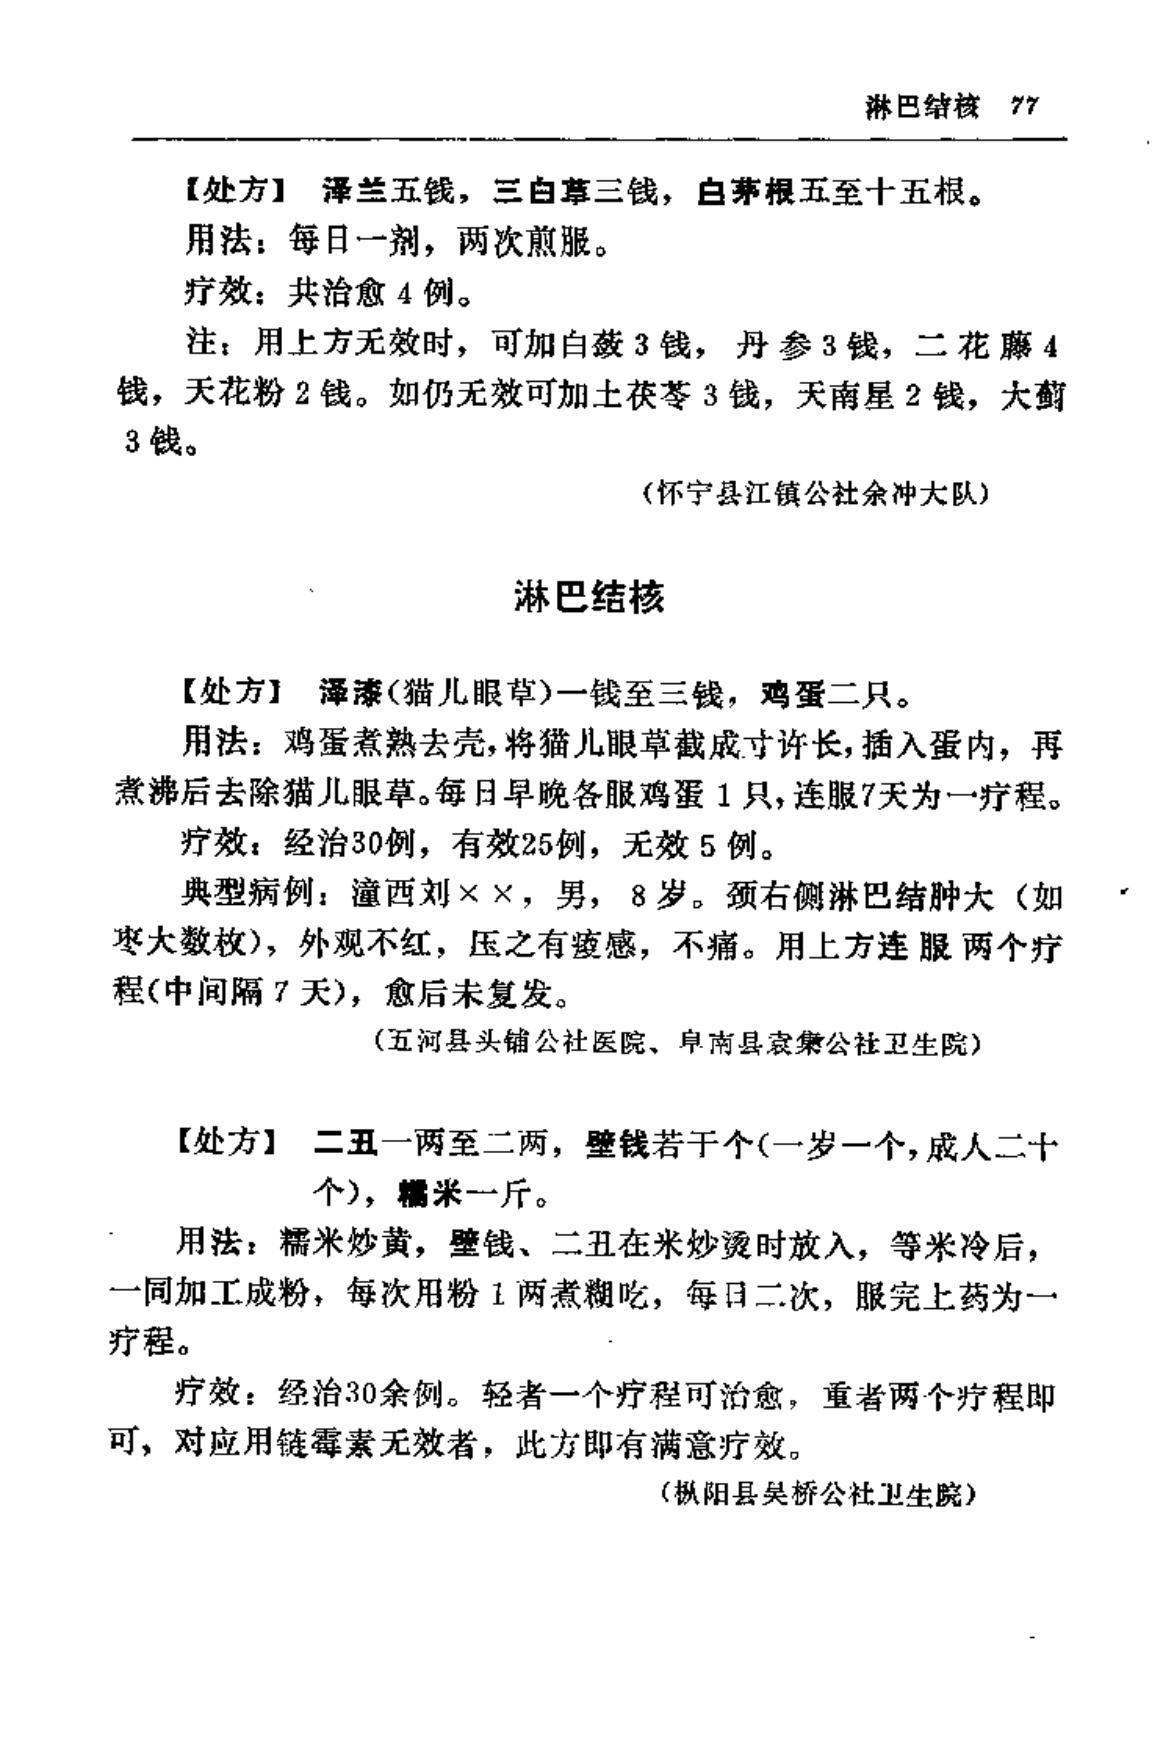 淋巴结核 77
【处方】 泽兰五钱，三白草三钱，白茅根五至十五根。
用法：每日一剂，两次煎服。
疗效：共治愈 4 例。
注：用上方无效时，可加白蔹 3 钱，丹参 3 钱，二花藤 4
钱，天花粉 2 钱。如仍无效可加土茯苓 3 钱，天南星 2 钱，大蓟
3 钱。
（怀宁县江镇公社余冲大队）
淋巴结核
【处方】 泽漆(猫儿眼草)一钱至三钱，鸡蛋二只。
用法：鸡蛋煮熟去壳，将猫儿眼草截成寸许长，插入蛋内，再
煮沸后去除猫儿眼草。每日早晚各服鸡蛋 1 只，连服7天为一疗程。
疗效：经治30例，有效25例，无效 5 例。
典型病例：潼西刘××，男， 8 岁。颈右侧淋巴结肿大（如
枣大数枚），外观不红，压之有痠感，不痛。用上方连服两个疗
程(中间隔 7 天)，愈后未复发。
（五河县头铺公社医院、阜南县袁集公社卫生院）
【处方】 二丑一两至二两，壁钱若干个(一岁一个，成人二十
个)，糯米一斤。
用法：糯米炒黄，壁钱、二丑在米炒烫时放入，等米冷后，
一同加工成粉，每次用粉 1 两煮糊吃，每日二次，服完上药为一
疗程。
疗效：经治30余例。轻者一个疗程可治愈，重者两个疗程即
可，对应用链霉素无效者，此方即有满意疗效。
（枞阳县吴桥公社卫生院）